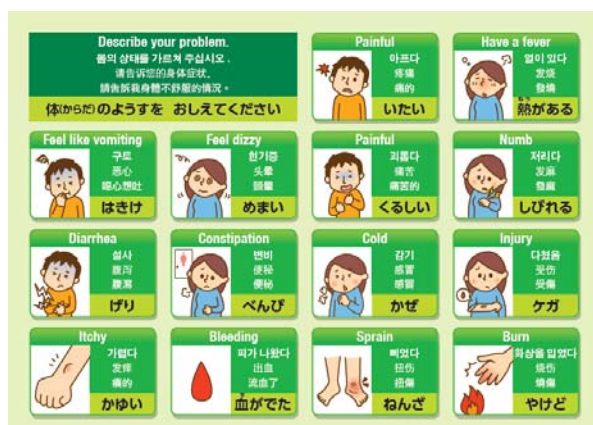 Describe your problem.
몸의 상태를 가르쳐 주십시오.
请告诉您的身体症状。
請告訴我身體不舒服的情況。
体(からだ)のようすを おしえてください
Painful
아프다
疼痛
痛的
いたい
Have a fever
열이 있다
发烧
發燒
熱がある
Feel like vomiting
구토
恶心
噁心想吐
はきけ
Feel dizzy
현기증
头晕
頭暈
めまい
Painful
괴롭다
痛苦
痛苦的
くるしい
Numb
저리다
发麻
發麻
しびれる
Diarrhea
설사
腹泻
腹瀉
げり
Constipation
변비
便秘
便秘
べんぴ
Cold
감기
感冒
感冒
かぜ
Injury
다쳤음
受伤
受傷
ケガ
Itchy
가렵다
发痒
癢的
かゆい
Bleeding
피가 나왔다
出血
流血了
血がでた
Sprain
삐었다
扭伤
扭傷
ねんざ
Burn
화상을 입었다
烧伤
燒傷
やけど